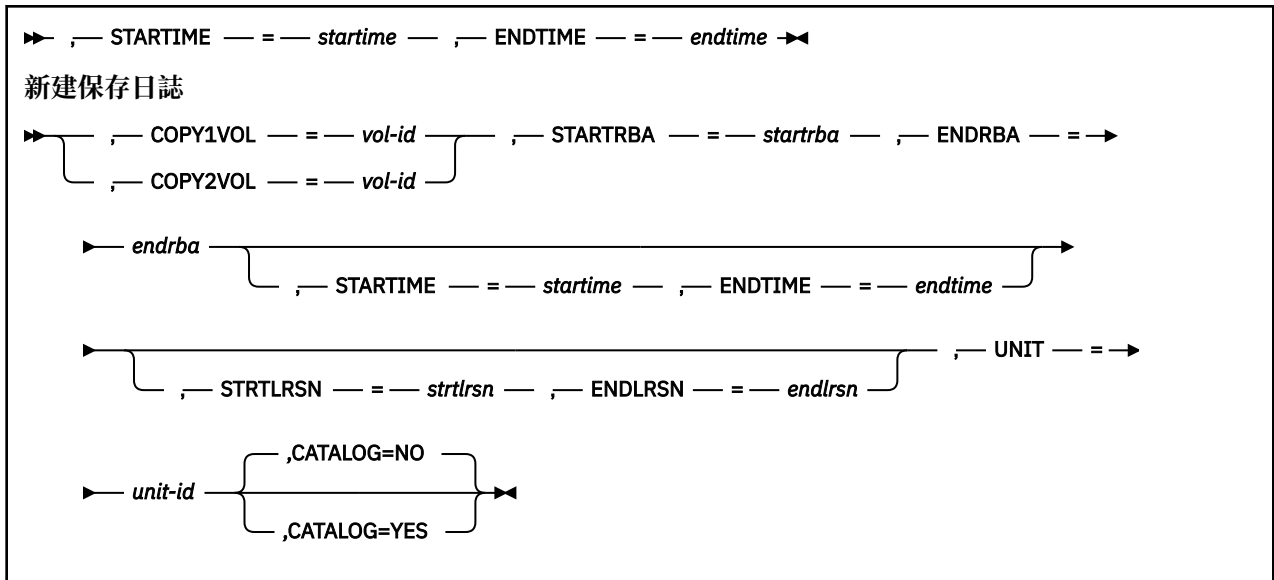 , STARTIME = startime , ENDTIME = endtime
新建保存日誌
, COPY1VOL = vol-id , STARTRBA = startrba , ENDRBA =
, COPY2VOL = vol-id
endrba
, STARTIME = startime , ENDTIME = endtime
, UNIT =
, STRTLRSN = strtlrsn , ENDLRSN = endlrsn
,CATALOG=NO
unit-id
,CATALOG=YES